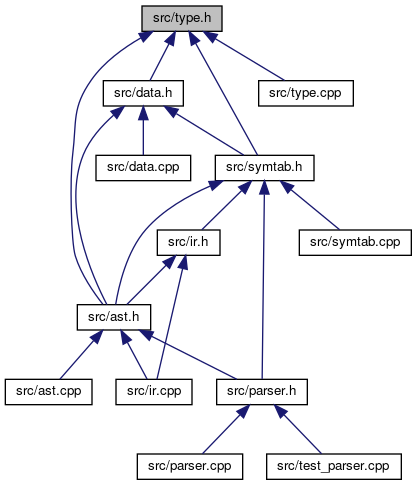 src/type.h
src/data.h
src/type.cpp
src/data.cpp
src/symtab.h
src/ir.h
src/symtab.cpp
src/ast.h
src/ast.cpp
src/ir.cpp
src/parser.h
src/parser.cpp
src/test_parser.cpp